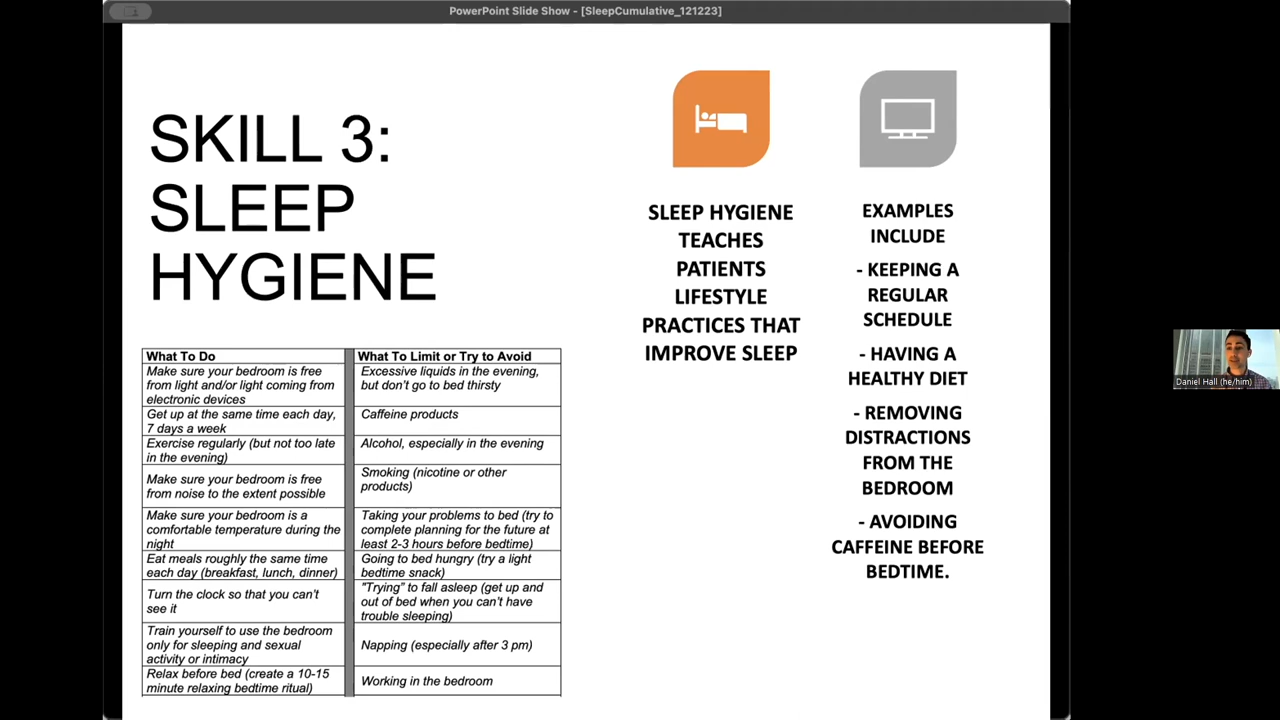 PowerPoint Slide Show - [SleepCumulative_121223]
SKILL 3:
SLEEP
HYGIENE
What To Do
What To Limit or Try to Avoid
Make sure your bedroom is free
from light and/or light coming from
electronic devices
Excessive liquids in the evening,
but don't go to bed thirsty
Get up at the same time each day,
7 days a week
Caffeine products
Exercise regularly (but not too late
in the evening)
Alcohol, especially in the evening
Make sure your bedroom is free
from noise to the extent possible
Smoking (nicotine or other
products)
Make sure your bedroom is a
comfortable temperature during the
night
Taking your problems to bed (try to
complete planning for the future at
least 2-3 hours before bedtime)
Eat meals roughly the same time
each day (breakfast, lunch, dinner)
Going to bed hungry (try a light
bedtime snack)
Turn the clock so that you can't
see it
"Trying" to fall asleep (get up and
out of bed when you can't have
trouble sleeping)
Train yourself to use the bedroom
only for sleeping and sexual
activity or intimacy
Napping (especially after 3 pm)
Relax before bed (create a 10-15
minute relaxing bedtime ritual)
Working in the bedroom
SLEEP HYGIENE
TEACHES
PATIENTS
LIFESTYLE
PRACTICES THAT
IMPROVE SLEEP
EXAMPLES
INCLUDE
- KEEPING A
REGULAR
SCHEDULE
- HAVING A
HEALTHY DIET
- REMOVING
DISTRACTIONS
FROM THE
BEDROOM
- AVOIDING
CAFFEINE BEFORE
BEDTIME.
Daniel Hall (he/him)